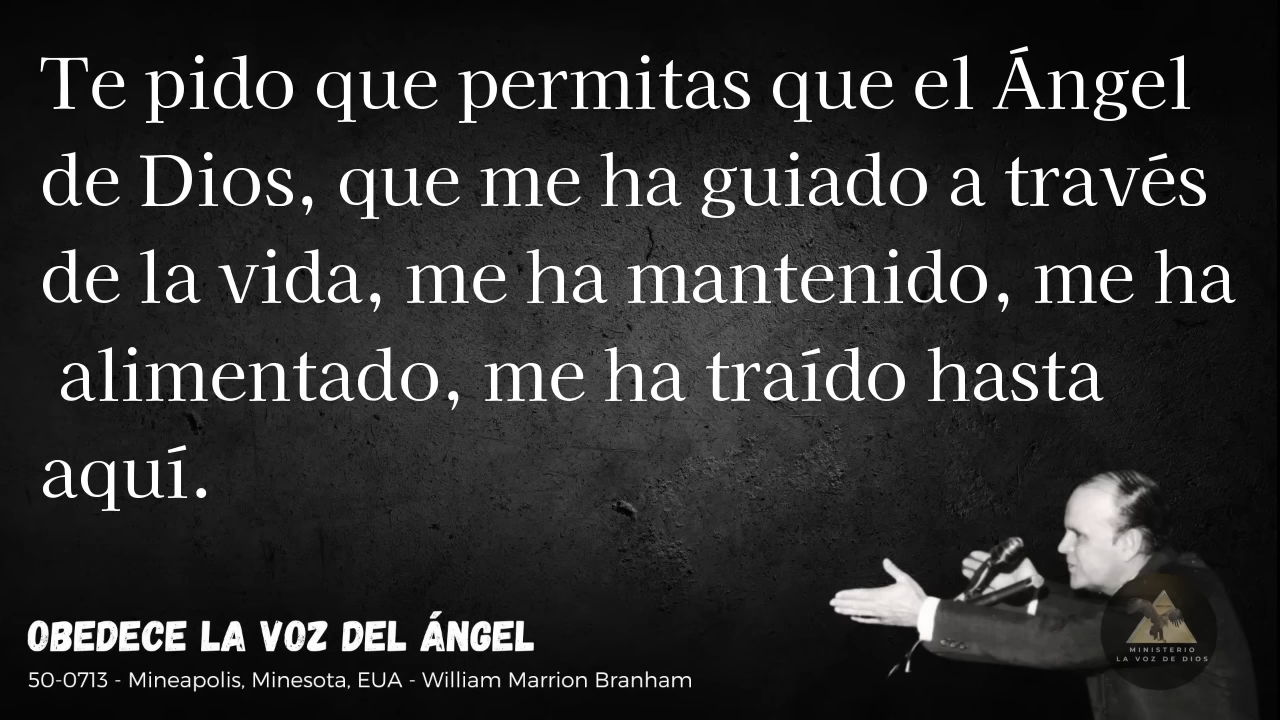 Te pido que permitas que el Ángel
de Dios, que me ha guiado a través
de la vida, me ha mantenido, me ha
alimentado, me ha traído hasta
aquí.
OBEDECE LA VOZ DEL ÁNGEL
50-0713 - Mineapolis, Minesota, EUA - William Marrion Branham
MINISTERIO
LA VOZ DE DIOS